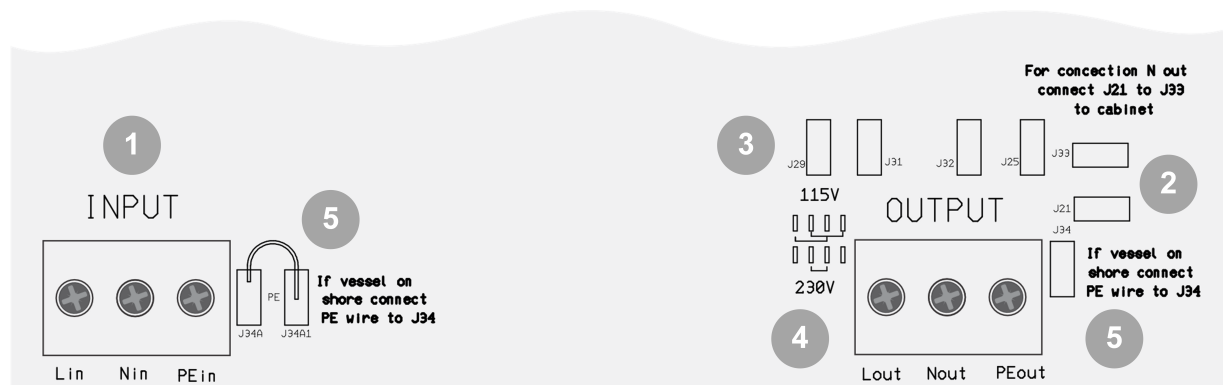 For concection N out
connect J21 to J33
to cabinet
1
3
J29
J31
J32
J25
J33
2
INPUT
5
115V
OUTPUT
J21
J34
If vessel on
shore connect
PE wire to J34
PE
J34A
J34A1
230V
If vessel on
shore connect
PE wire to J34
4
5
Lin
Nin
PEin
Lout
Nout
PEout